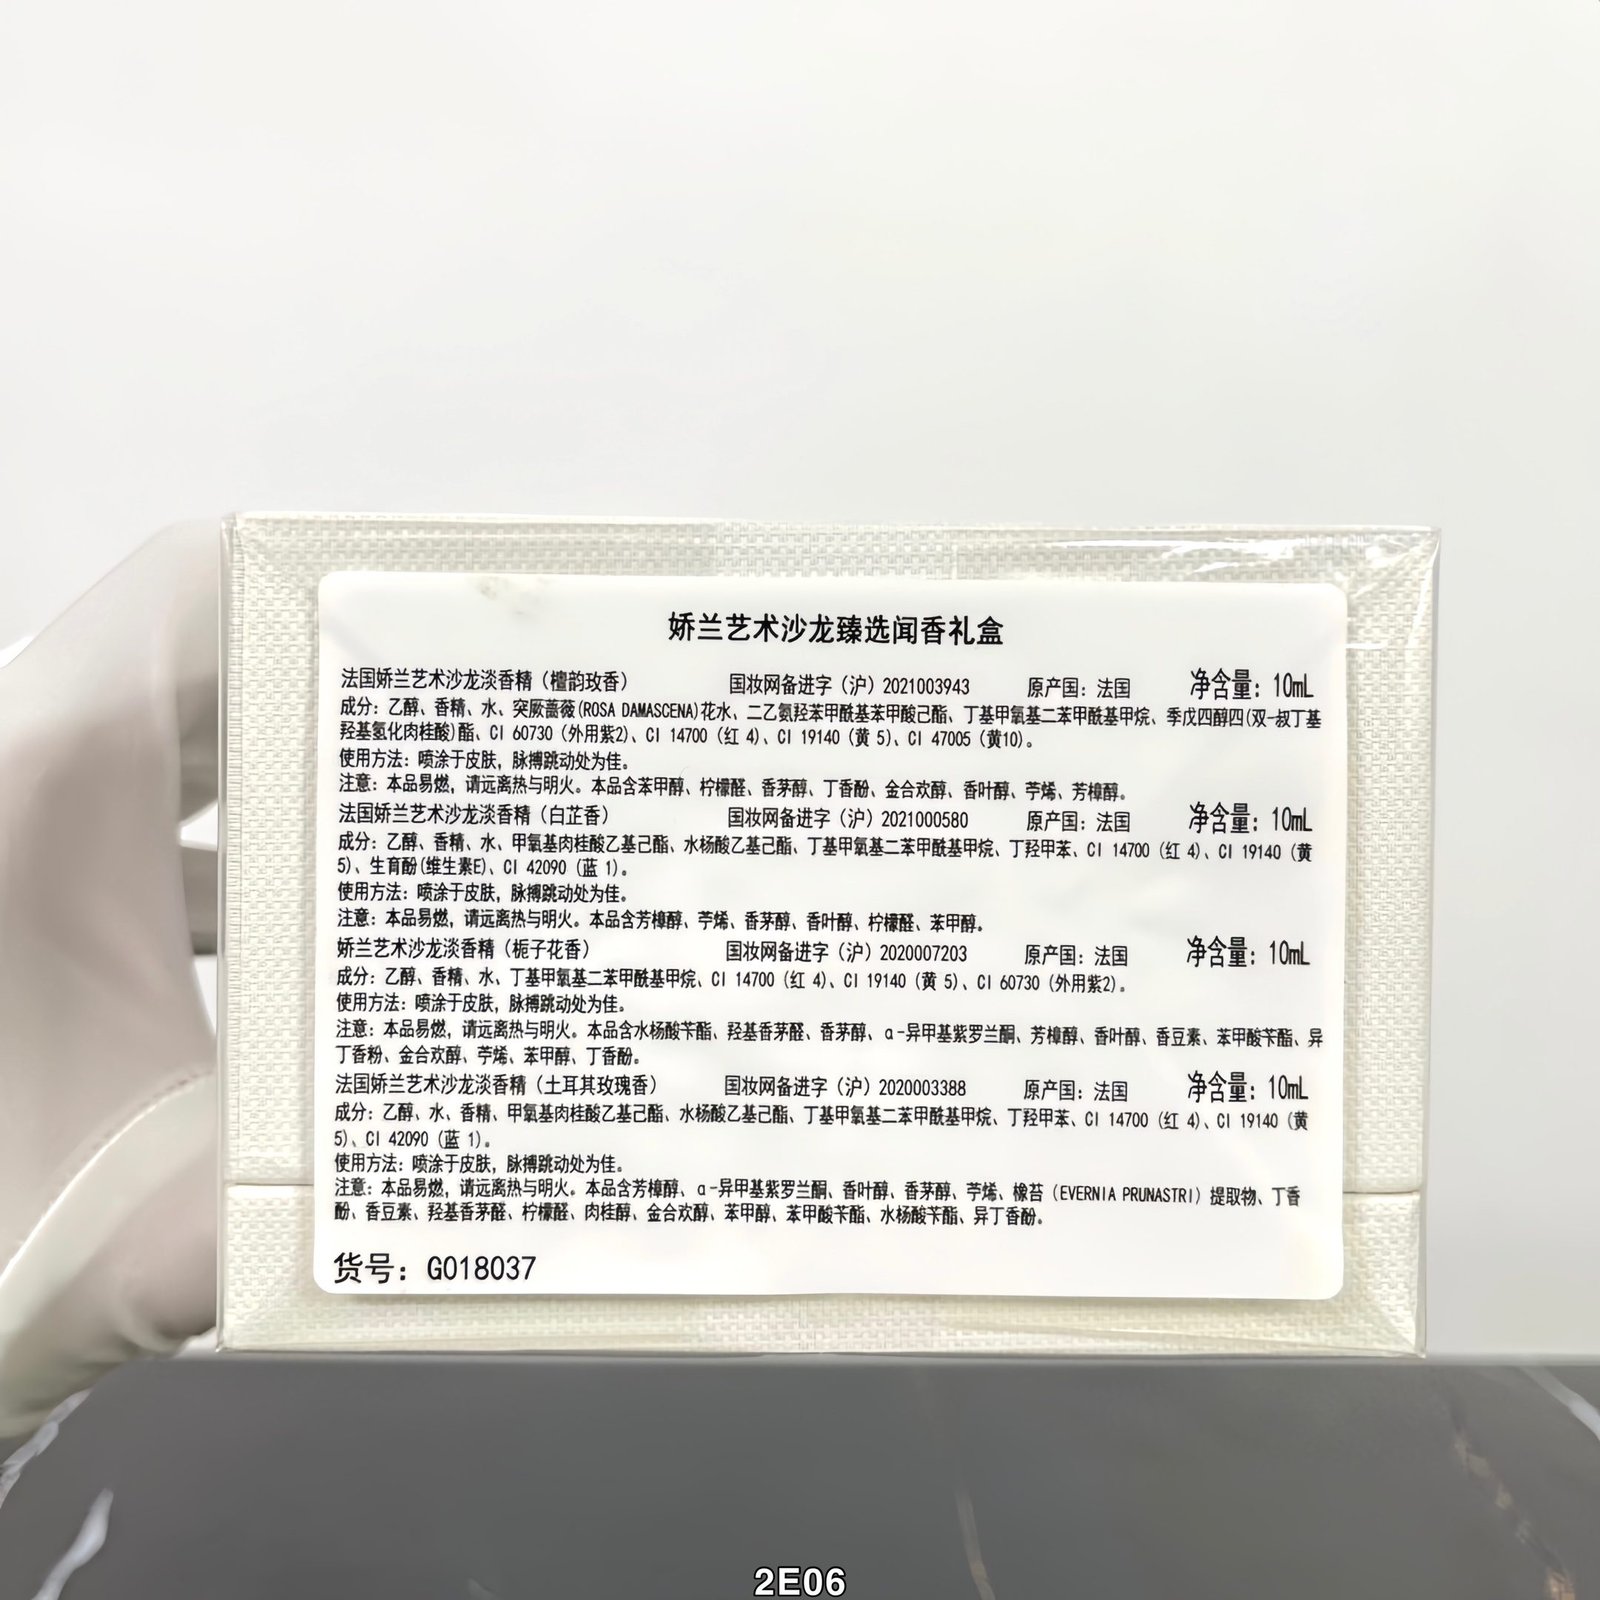 娇兰艺术沙龙臻选闻香礼盒
法国娇兰艺术沙龙淡香精（檀韵玫香） 国妆网备进字（沪）2021003943 原产国：法国 净含量：10mL
成分：乙醇、香精、水、突厥蔷薇(ROSA DAMASCENA)花水、二乙氨羟苯甲酰基苯甲酸己酯、丁基甲氧基二苯甲酰基甲烷、季戊四醇四(双-叔丁基
羟基氢化肉桂酸)酯、CI 60730（外用紫2）、CI 14700（红 4）、CI 19140（黄 5）、CI 47005（黄10）。
使用方法：喷涂于皮肤，脉搏跳动处为佳。
注意：本品易燃，请远离热与明火。本品含苯甲醇、柠檬醛、香茅醇、丁香酚、金合欢醇、香叶醇、苧烯、芳樟醇。
法国娇兰艺术沙龙淡香精（白芷香） 国妆网备进字（沪）2021000580 原产国：法国 净含量：10mL
成分：乙醇、香精、水、甲氧基肉桂酸乙基己酯、水杨酸乙基己酯、丁基甲氧基二苯甲酰基甲烷、丁羟甲苯、CI 14700（红 4）、CI 19140（黄
5）、生育酚(维生素E)、CI 42090（蓝 1）。
使用方法：喷涂于皮肤，脉搏跳动处为佳。
注意：本品易燃，请远离热与明火。本品含芳樟醇、苧烯、香茅醇、香叶醇、柠檬醛、苯甲醇。
娇兰艺术沙龙淡香精（栀子花香） 国妆网备进字（沪）2020007203 原产国：法国 净含量：10mL
成分：乙醇、香精、水、丁基甲氧基二苯甲酰基甲烷、CI 14700（红 4）、CI 19140（黄 5）、CI 60730（外用紫2）。
使用方法：喷涂于皮肤，脉搏跳动处为佳。
注意：本品易燃，请远离热与明火。本品含水杨酸苄酯、羟基香茅醛、香茅醇、α-异甲基紫罗兰酮、芳樟醇、香叶醇、香豆素、苯甲酸苄酯、异
丁香粉、金合欢醇、苧烯、苯甲醇、丁香酚。
法国娇兰艺术沙龙淡香精（土耳其玫瑰香） 国妆网备进字（沪）2020003388 原产国：法国 净含量：10mL
成分：乙醇、水、香精、甲氧基肉桂酸乙基己酯、水杨酸乙基己酯、丁基甲氧基二苯甲酰基甲烷、丁羟甲苯、CI 14700（红 4）、CI 19140（黄
5）、CI 42090（蓝 1）。
使用方法：喷涂于皮肤，脉搏跳动处为佳。
注意：本品易燃，请远离热与明火。本品含芳樟醇、α-异甲基紫罗兰酮、香叶醇、香茅醇、苧烯、橡苔（EVERNIA PRUNASTRI）提取物、丁香
酚、香豆素、羟基香茅醛、柠檬醛、肉桂醇、金合欢醇、苯甲醇、苯甲酸苄酯、水杨酸苄酯、异丁香酚。
货号：G018037
2E06